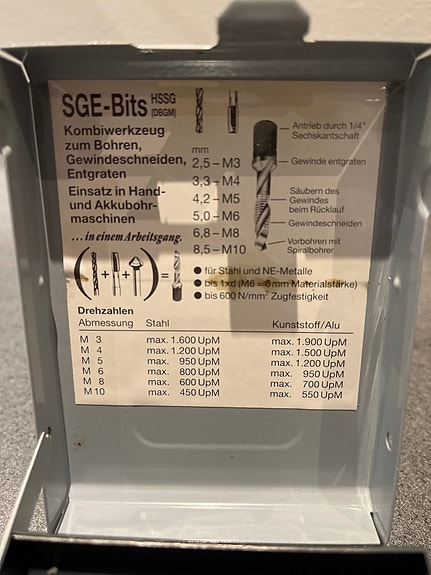 SGE-Bits HSSG (DBGM)
Kombiwerkzeug
zum Bohren,
Gewindeschneiden,
Entgraten
Einsatz in Hand-
und Akkubohr-
maschinen
...in einem Arbeitsgang.
mm
2,5 – M3
3,3 – M4
4,2 – M5
5,0 – M6
6,8 – M8
8,5 – M10
Antrieb durch 1/4"
Sechskantschaft
Gewinde entgraten
Säubern des
Gewindes
beim Rücklauf
Gewindeschneiden
Vorbohren mit
Spiralbohrer
( + + ) =
● für Stahl und NE-Metalle
● bis 1xd (M6 = 6 mm Materialstärke)
● bis 600 N/mm² Zugfestigkeit
Drehzahlen
Abmessung Stahl Kunststoff/Alu
M 3 max. 1.600 UpM max. 1.900 UpM
M 4 max. 1.200 UpM max. 1.500 UpM
M 5 max. 950 UpM max. 1.200 UpM
M 6 max. 800 UpM max. 950 UpM
M 8 max. 600 UpM max. 700 UpM
M 10 max. 450 UpM max. 550 UpM